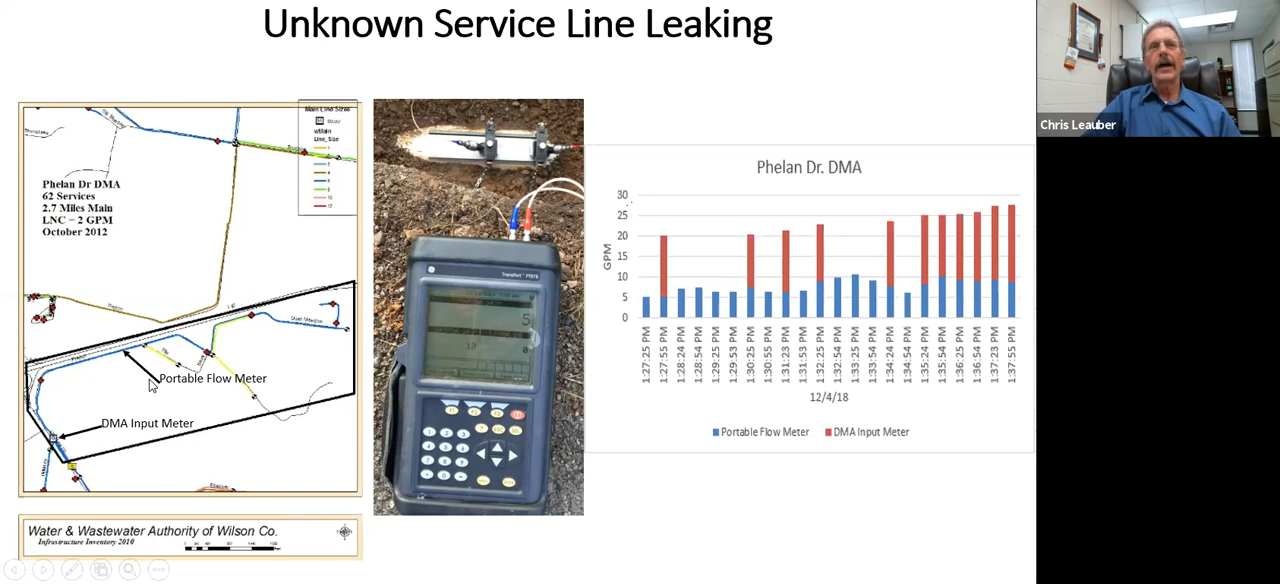 Unknown Service Line Leaking
Chris Leauber
Main Line Sizes
Phelan Dr DMA
62 Services
2.7 Miles Main
LNC ~ 2 GPM
October 2012
Portable Flow Meter
DMA Input Meter
Water & Wastewater Authority of Wilson Co.
Infrastructure Inventory 2010
Phelan Dr. DMA
GPM
30
25
20
15
10
5
0
1:27:25 PM
1:27:55 PM
1:28:24 PM
1:28:54 PM
1:29:25 PM
1:29:53 PM
1:30:25 PM
1:30:55 PM
1:31:23 PM
1:31:53 PM
1:32:25 PM
1:32:54 PM
1:33:25 PM
1:33:54 PM
1:34:24 PM
1:34:54 PM
1:35:24 PM
1:35:54 PM
1:36:25 PM
1:36:54 PM
1:37:23 PM
1:37:55 PM
12/4/18
Portable Flow Meter
DMA Input Meter